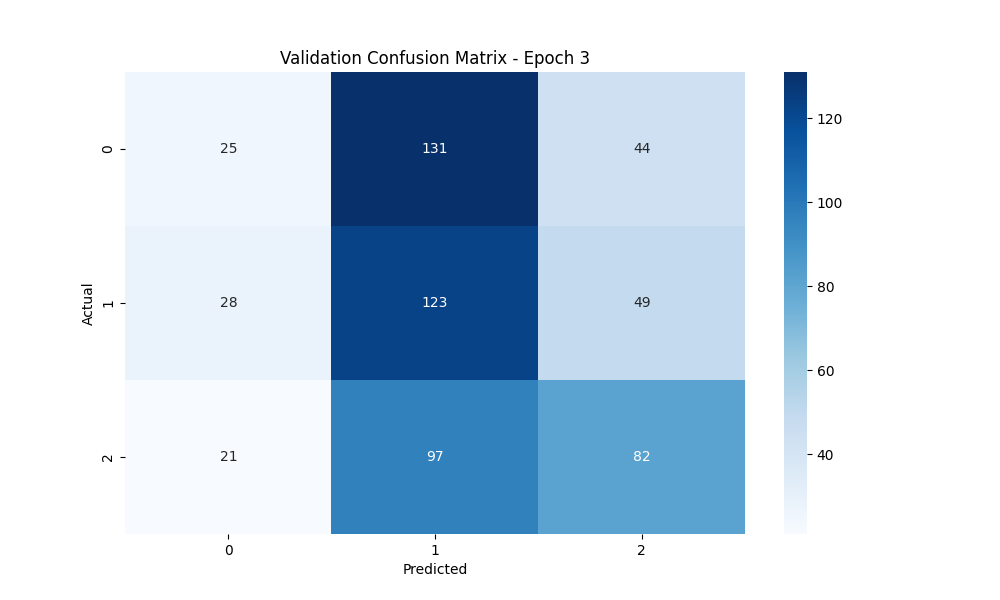 Validation Confusion Matrix - Epoch 3
0 25 131 44
1 28 123 49
2 21 97 82
0 1 2
Predicted
Actual
120
100
80
60
40